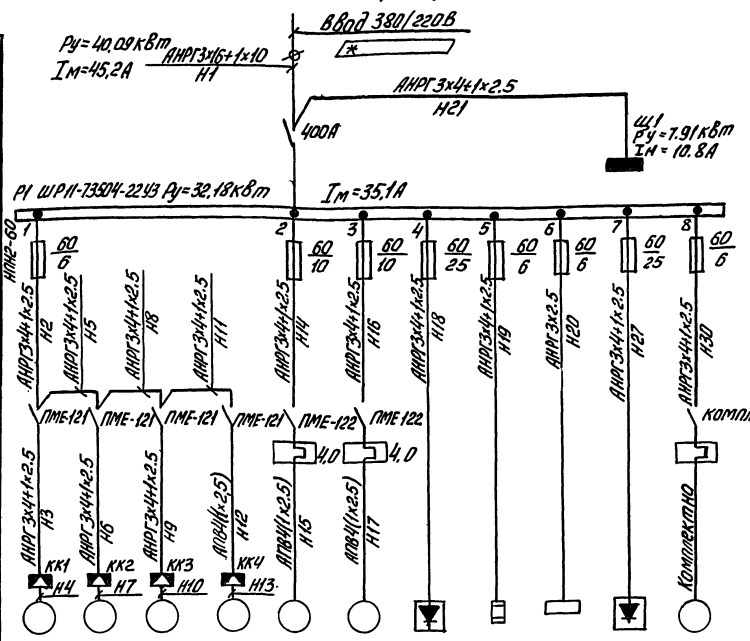 Ввод 380/220В
*
Ру=40.09кВт
Iм=45,2А
АНРГ3х16+1х10
Н1
АНРГ3х4+1х2.5
Н21
400А
Щ1
Ру=7.91кВт
Iм=10.8А
Р1 ШР11-73504-22У3 Ру=32.18кВт Iм=35,1А
1 2 3 4 5 6 7 8
НПН2-60
60/6
60/10
60/10
60/25
60/6
60/6
60/25
60/6
АНРГ3х4+1х2.5 Н2
АНРГ3х4+1х2.5 Н5
АНРГ3х4+1х2.5 Н8
АНРГ3х4+1х2.5 Н11
АНРГ3х4+1х2.5 Н14
АНРГ3х4+1х2.5 Н16
АНРГ3х4+1х2.5 Н18
АНРГ3х4+1х2.5 Н19
АНРГ3х2.5 Н20
АНРГ3х4+1х2.5 Н27
АНРГ3х4+1х2.5 Н30
ПМЕ-121 ПМЕ-121 ПМЕ-121 ПМЕ-121 ПМЕ-122 ПМЕ122 КОМПЛ
4,0 4,0
АНРГ3х4+1х2.5 Н3
АНРГ3х4+1х2.5 Н6
АНРГ3х4+1х2.5 Н9
АПВ4(1х2,5) Н12
АПВ4(1х2.5) Н15
АПВ4(1х2.5) Н17
Комплектно
КК1 КК2 КК3 КК4
Н4 Н7 Н10 Н13